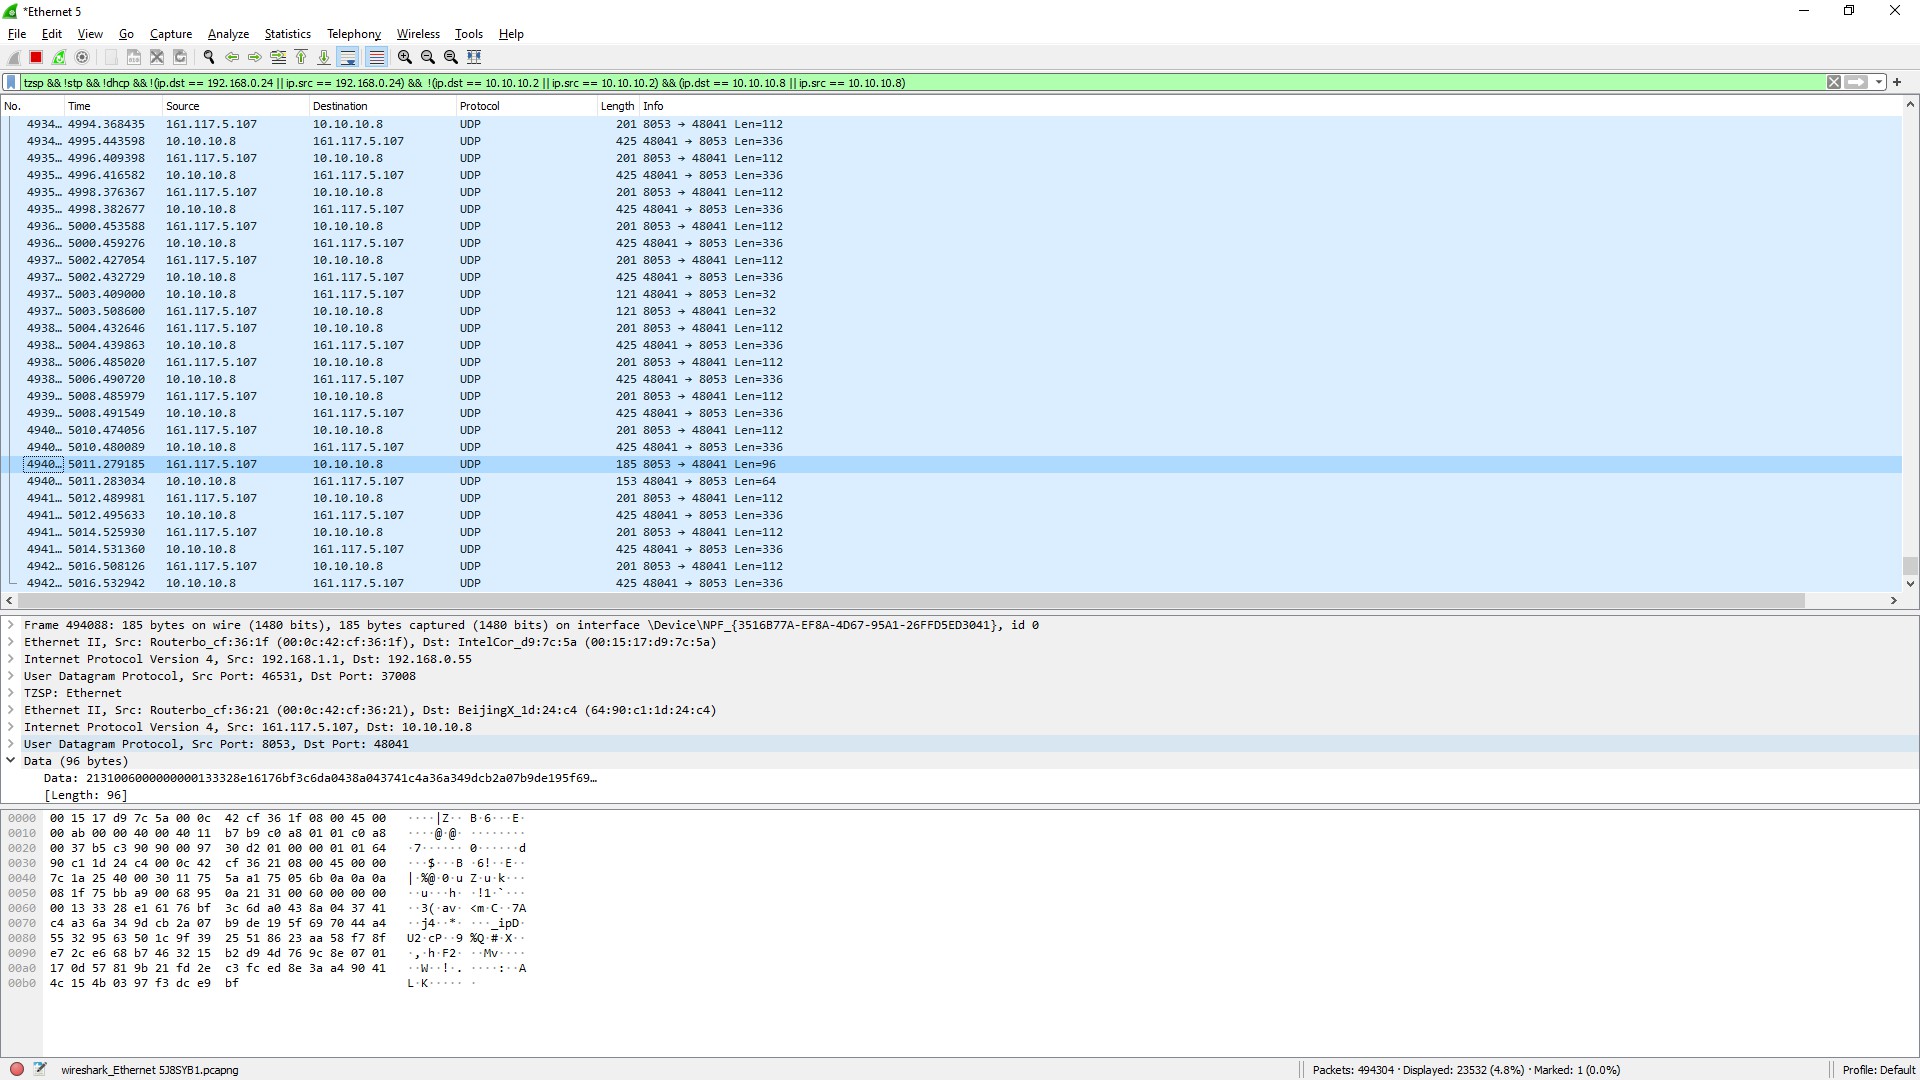 *Ethernet 5
File Edit View Go Capture Analyze Statistics Telephony Wireless Tools Help
tzsp && !stp && !dhcp && !(ip.dst == 192.168.0.24 || ip.src == 192.168.0.24) && !(ip.dst == 10.10.10.2 || ip.src == 10.10.10.2) && (ip.dst == 10.10.10.8 || ip.src == 10.10.10.8)
No. Time Source Destination Protocol Length Info
4934… 4994.368435 161.117.5.107 10.10.10.8 UDP 201 8053 → 48041 Len=112
4934… 4995.443598 10.10.10.8 161.117.5.107 UDP 425 48041 → 8053 Len=336
4935… 4996.409398 161.117.5.107 10.10.10.8 UDP 201 8053 → 48041 Len=112
4935… 4996.416582 10.10.10.8 161.117.5.107 UDP 425 48041 → 8053 Len=336
4935… 4998.376367 161.117.5.107 10.10.10.8 UDP 201 8053 → 48041 Len=112
4935… 4998.382677 10.10.10.8 161.117.5.107 UDP 425 48041 → 8053 Len=336
4936… 5000.453588 161.117.5.107 10.10.10.8 UDP 201 8053 → 48041 Len=112
4936… 5000.459276 10.10.10.8 161.117.5.107 UDP 425 48041 → 8053 Len=336
4937… 5002.427054 161.117.5.107 10.10.10.8 UDP 201 8053 → 48041 Len=112
4937… 5002.432729 10.10.10.8 161.117.5.107 UDP 425 48041 → 8053 Len=336
4937… 5003.409000 10.10.10.8 161.117.5.107 UDP 121 48041 → 8053 Len=32
4937… 5003.508600 161.117.5.107 10.10.10.8 UDP 121 8053 → 48041 Len=32
4938… 5004.432646 161.117.5.107 10.10.10.8 UDP 201 8053 → 48041 Len=112
4938… 5004.439863 10.10.10.8 161.117.5.107 UDP 425 48041 → 8053 Len=336
4938… 5006.485020 161.117.5.107 10.10.10.8 UDP 201 8053 → 48041 Len=112
4938… 5006.490720 10.10.10.8 161.117.5.107 UDP 425 48041 → 8053 Len=336
4939… 5008.485979 161.117.5.107 10.10.10.8 UDP 201 8053 → 48041 Len=112
4939… 5008.491549 10.10.10.8 161.117.5.107 UDP 425 48041 → 8053 Len=336
4940… 5010.474056 161.117.5.107 10.10.10.8 UDP 201 8053 → 48041 Len=112
4940… 5010.480089 10.10.10.8 161.117.5.107 UDP 425 48041 → 8053 Len=336
4940… 5011.279185 161.117.5.107 10.10.10.8 UDP 185 8053 → 48041 Len=96
4940… 5011.283034 10.10.10.8 161.117.5.107 UDP 153 48041 → 8053 Len=64
4941… 5012.489981 161.117.5.107 10.10.10.8 UDP 201 8053 → 48041 Len=112
4941… 5012.495633 10.10.10.8 161.117.5.107 UDP 425 48041 → 8053 Len=336
4941… 5014.525930 161.117.5.107 10.10.10.8 UDP 201 8053 → 48041 Len=112
4941… 5014.531360 10.10.10.8 161.117.5.107 UDP 425 48041 → 8053 Len=336
4942… 5016.508126 161.117.5.107 10.10.10.8 UDP 201 8053 → 48041 Len=112
4942… 5016.532942 10.10.10.8 161.117.5.107 UDP 425 48041 → 8053 Len=336
Frame 494088: 185 bytes on wire (1480 bits), 185 bytes captured (1480 bits) on interface \Device\NPF_{3516B77A-EF8A-4D67-95A1-26FFD5ED3041}, id 0
Ethernet II, Src: Routerbo_cf:36:1f (00:0c:42:cf:36:1f), Dst: IntelCor_d9:7c:5a (00:15:17:d9:7c:5a)
Internet Protocol Version 4, Src: 192.168.1.1, Dst: 192.168.0.55
User Datagram Protocol, Src Port: 46531, Dst Port: 37008
TZSP: Ethernet
Ethernet II, Src: Routerbo_cf:36:21 (00:0c:42:cf:36:21), Dst: BeijingX_1d:24:c4 (64:90:c1:1d:24:c4)
Internet Protocol Version 4, Src: 161.117.5.107, Dst: 10.10.10.8
User Datagram Protocol, Src Port: 8053, Dst Port: 48041
Data (96 bytes)
Data: 2131006000000000133328e16176bf3c6da0438a043741c4a36a349dcb2a07b9de195f69…
[Length: 96]
0000 00 15 17 d9 7c 5a 00 0c 42 cf 36 1f 08 00 45 00 ····|Z·· B·6···E·
0010 00 ab 00 00 40 00 40 11 b7 b9 c0 a8 01 01 c0 a8 ····@·@· ········
0020 00 37 b5 c3 90 90 00 97 30 d2 01 00 00 01 01 64 ·7······ 0······d
0030 90 c1 1d 24 c4 00 0c 42 cf 36 21 08 00 45 00 00 ···$···B ·6!··E··
0040 7c 1a 25 40 00 30 11 75 5a a1 75 05 6b 0a 0a 0a |·%@·0·u Z·u·k···
0050 08 1f 75 bb a9 00 68 95 0a 21 31 00 60 00 00 00 ··u···h· ·!1·`···
0060 00 13 33 28 e1 61 76 bf 3c 6d a0 43 8a 04 37 41 ··3(·av· <m·C··7A
0070 c4 a3 6a 34 9d cb 2a 07 b9 de 19 5f 69 70 44 a4 ··j4··*· ···_ipD·
0080 55 32 95 63 50 1c 9f 39 25 51 86 23 aa 58 f7 8f U2·cP··9 %Q·#·X··
0090 e7 2c e6 68 b7 46 32 15 b2 d9 4d 76 9c 8e 07 01 ·,·h·F2· ··Mv····
00a0 17 0d 57 81 9b 21 fd 2e c3 fc ed 8e 3a a4 90 41 ··W··!·. ····:··A
00b0 4c 15 4b 03 97 f3 dc e9 bf L·K····· ·
wireshark_Ethernet 5J8SYB1.pcapng Packets: 494304 · Displayed: 23532 (4.8%) · Marked: 1 (0.0%) Profile: Default